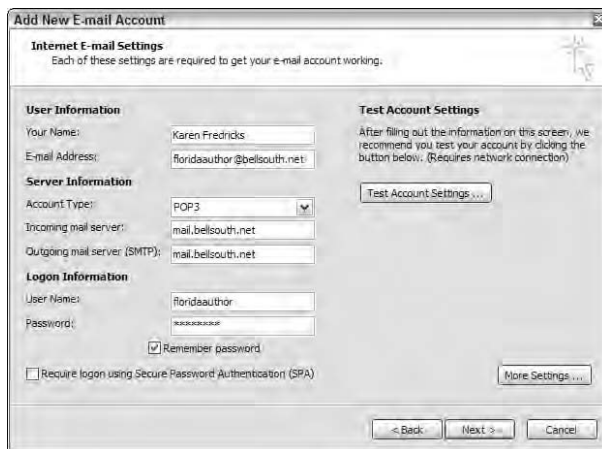 Add New E-mail Account
Internet E-mail Settings
Each of these settings are required to get your e-mail account working.
User Information
Your Name:
Karen Fredricks
E-mail Address:
floridaauthor@bellsouth.net
Server Information
Account Type:
POP3
Incoming mail server:
mail.bellsouth.net
Outgoing mail server (SMTP):
mail.bellsouth.net
Logon Information
User Name:
floridaauthor
Password:
********
Remember password
Require logon using Secure Password Authentication (SPA)
Test Account Settings
After filling out the information on this screen, we
recommend you test your account by clicking the
button below. (Requires network connection)
Test Account Settings ...
More Settings ...
< Back
Next >
Cancel